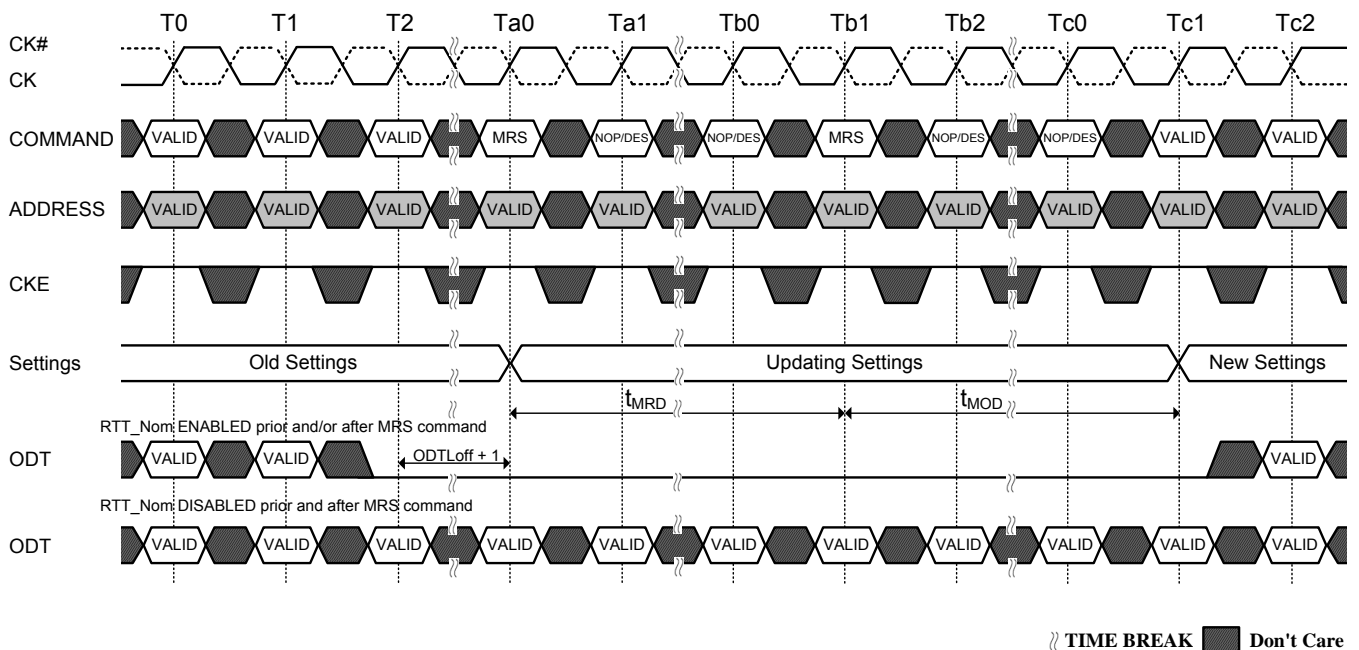 T0 T1 T2 Ta0 Ta1 Tb0 Tb1 Tb2 Tc0 Tc1 Tc2
CK#
CK
COMMAND VALID VALID VALID MRS NOP/DES NOP/DES MRS NOP/DES NOP/DES VALID VALID
ADDRESS VALID VALID VALID VALID VALID VALID VALID VALID VALID VALID VALID
CKE
Settings Old Settings Updating Settings New Settings
tMRD tMOD
RTT_Nom ENABLED prior and/or after MRS command
ODT VALID VALID ODTLoff + 1 VALID
RTT_Nom DISABLED prior and after MRS command
ODT VALID VALID VALID VALID VALID VALID VALID VALID VALID VALID VALID
TIME BREAK Don't Care